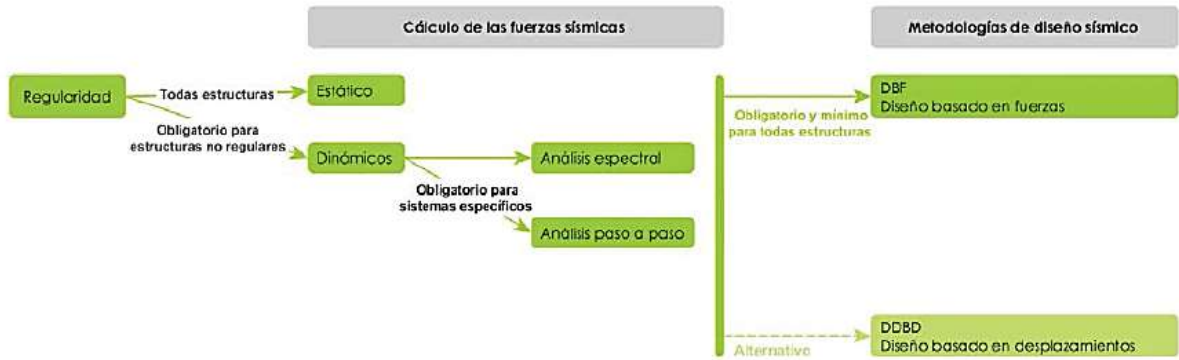 Cálculo de las fuerzas sísmicas
Metodologías de diseño sísmico
Regularidad
Todas estructuras
Estático
Obligatorio para
estructuras no regulares
Dinámicos
Análisis espectral
Obligatorio para
sistemas específicos
Análisis paso a paso
Obligatorio y mínimo
para todas estructuras
DBF
Diseño basado en fuerzas
Alternativo
DDBD
Diseño basado en desplazamientos